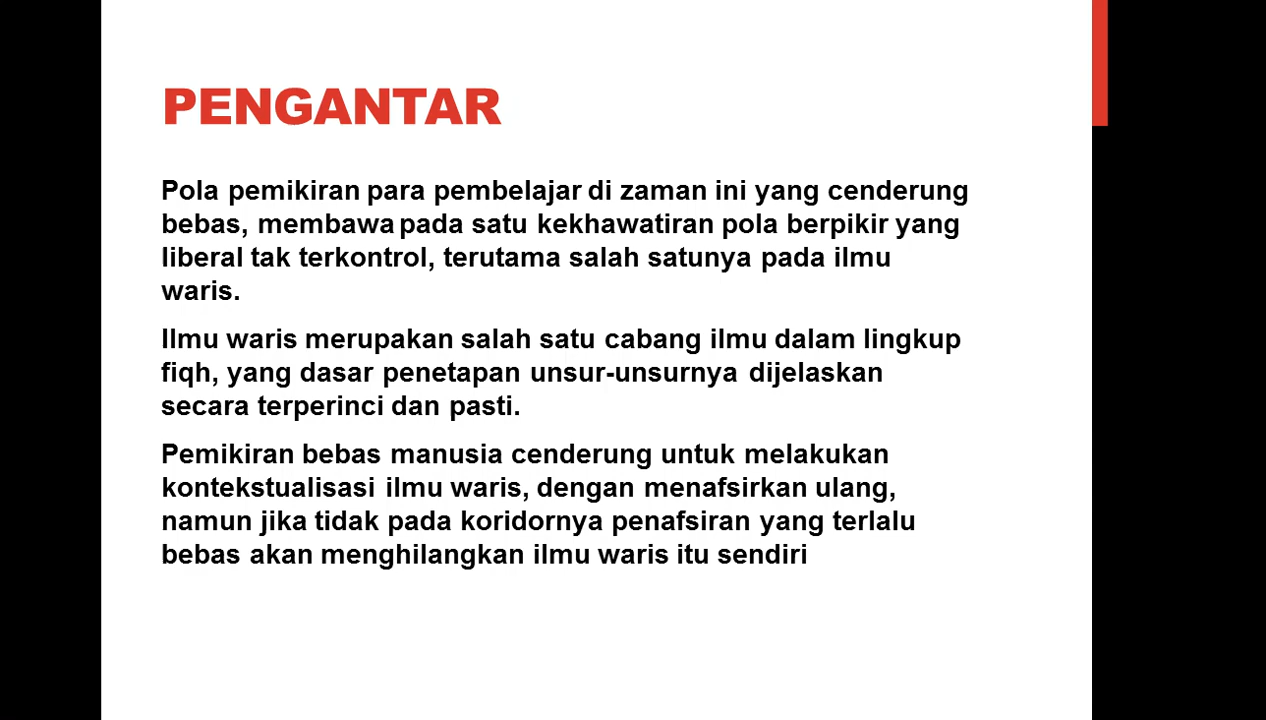 PENGANTAR
Pola pemikiran para pembelajar di zaman ini yang cenderung
bebas, membawa pada satu kekhawatiran pola berpikir yang
liberal tak terkontrol, terutama salah satunya pada ilmu
waris.
Ilmu waris merupakan salah satu cabang ilmu dalam lingkup
fiqh, yang dasar penetapan unsur-unsurnya dijelaskan
secara terperinci dan pasti.
Pemikiran bebas manusia cenderung untuk melakukan
kontekstualisasi ilmu waris, dengan menafsirkan ulang,
namun jika tidak pada koridornya penafsiran yang terlalu
bebas akan menghilangkan ilmu waris itu sendiri